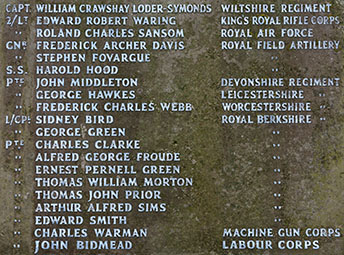 CAPT. WILLIAM CRAWSHAY LODER-SYMONDS WILTSHIRE REGIMENT
2/LT EDWARD ROBERT WARING KING'S ROYAL RIFLE CORPS
" ROLAND CHARLES SANSOM ROYAL AIR FORCE
GNR FREDERICK ARCHER DAVIS ROYAL FIELD ARTILLERY
" STEPHEN FOVARGUE "
S.S. HAROLD HOOD "
PTE JOHN MIDDLETON DEVONSHIRE REGIMENT
" GEORGE HAWKES LEICESTERSHIRE "
" FREDERICK CHARLES WEBB WORCESTERSHIRE "
L/CPL SIDNEY BIRD ROYAL BERKSHIRE "
" GEORGE GREEN "
PTE CHARLES CLARKE "
" ALFRED GEORGE FROUDE "
" ERNEST PERNELL GREEN "
" THOMAS WILLIAM MORTON "
" THOMAS JOHN PRIOR "
" ARTHUR ALFRED SIMS "
" EDWARD SMITH "
" CHARLES WARMAN MACHINE GUN CORPS
" JOHN BIDMEAD LABOUR CORPS